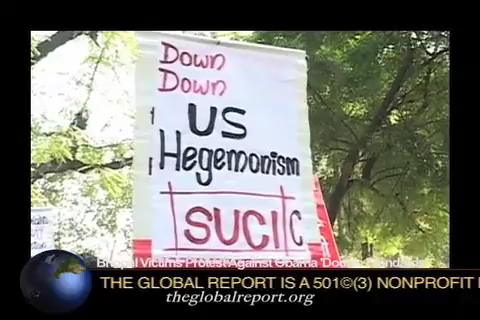 Down
Down
US
Hegemonism
SUCI C
Bhopal Victims Protest Against Obama 'Double Standards'
THE GLOBAL REPORT IS A 501©(3) NONPROFIT
theglobalreport.org